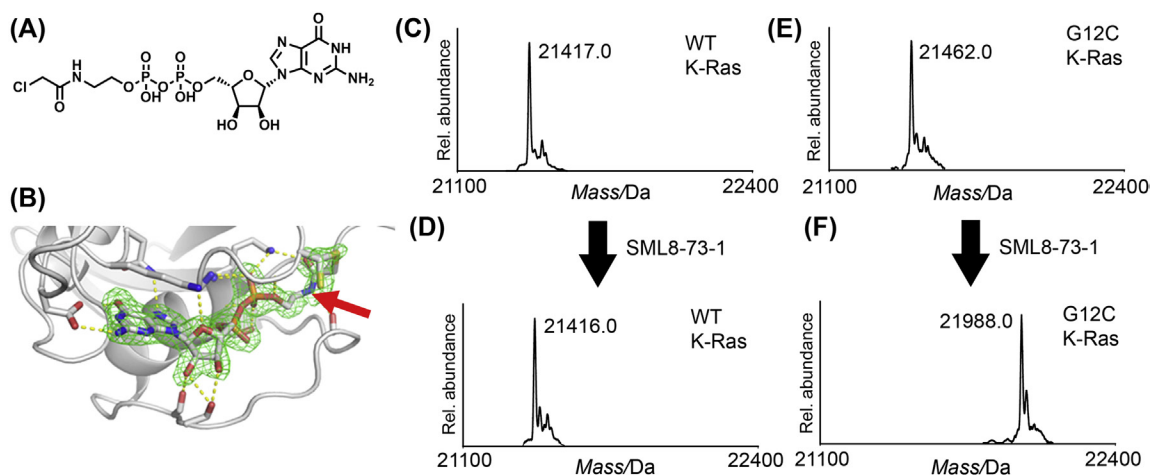 (A)
O
N
NH
N
N
NH₂
O
H
N
O
O
P
O
P
O
Cl
O
OH
OH
O
HO
OH
(B)
(C)
Rel. abundance
21417.0
WT
K-Ras
21100
Mass/Da
22400
(D)
SML8-73-1
Rel. abundance
21416.0
WT
K-Ras
21100
Mass/Da
22400
(E)
Rel. abundance
21462.0
G12C
K-Ras
21100
Mass/Da
22400
(F)
SML8-73-1
Rel. abundance
21988.0
G12C
K-Ras
21100
Mass/Da
22400